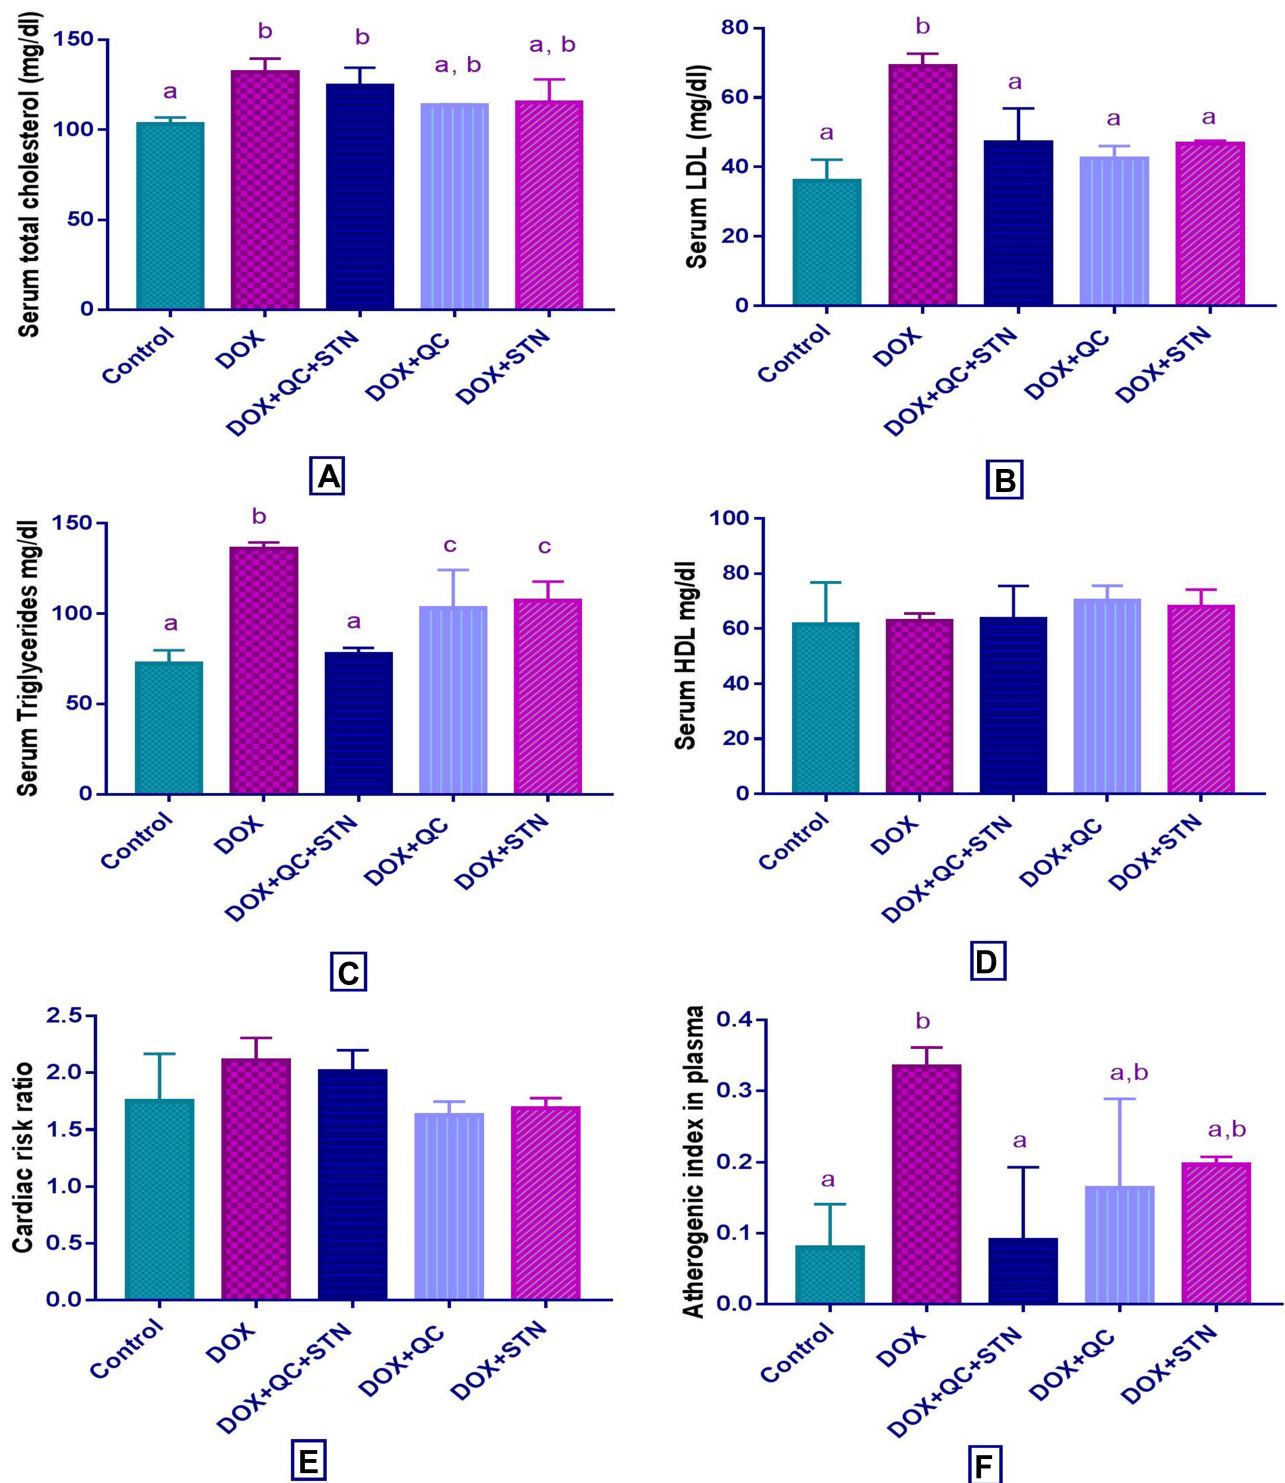 Serum total cholesterol (mg/dl)
150
100
50
0
b
b
a, b
a, b
a
Control
DOX
DOX+QC+STN
DOX+QC
DOX+STN
A
Serum LDL (mg/dl)
80
60
40
20
0
b
a
a
a
a
Control
DOX
DOX+QC+STN
DOX+QC
DOX+STN
B
Serum Triglycerides mg/dl
150
100
50
0
b
c
c
a
a
Control
DOX
DOX+QC+STN
DOX+QC
DOX+STN
C
Serum HDL mg/dl
100
80
60
40
20
0
Control
DOX
DOX+QC+STN
DOX+QC
DOX+STN
D
Cardiac risk ratio
2.5
2.0
1.5
1.0
0.5
0.0
Control
DOX
DOX+QC+STN
DOX+QC
DOX+STN
E
Atherogenic index in plasma
0.4
0.3
0.2
0.1
0.0
b
a,b
a,b
a
a
Control
DOX
DOX+QC+STN
DOX+QC
DOX+STN
F